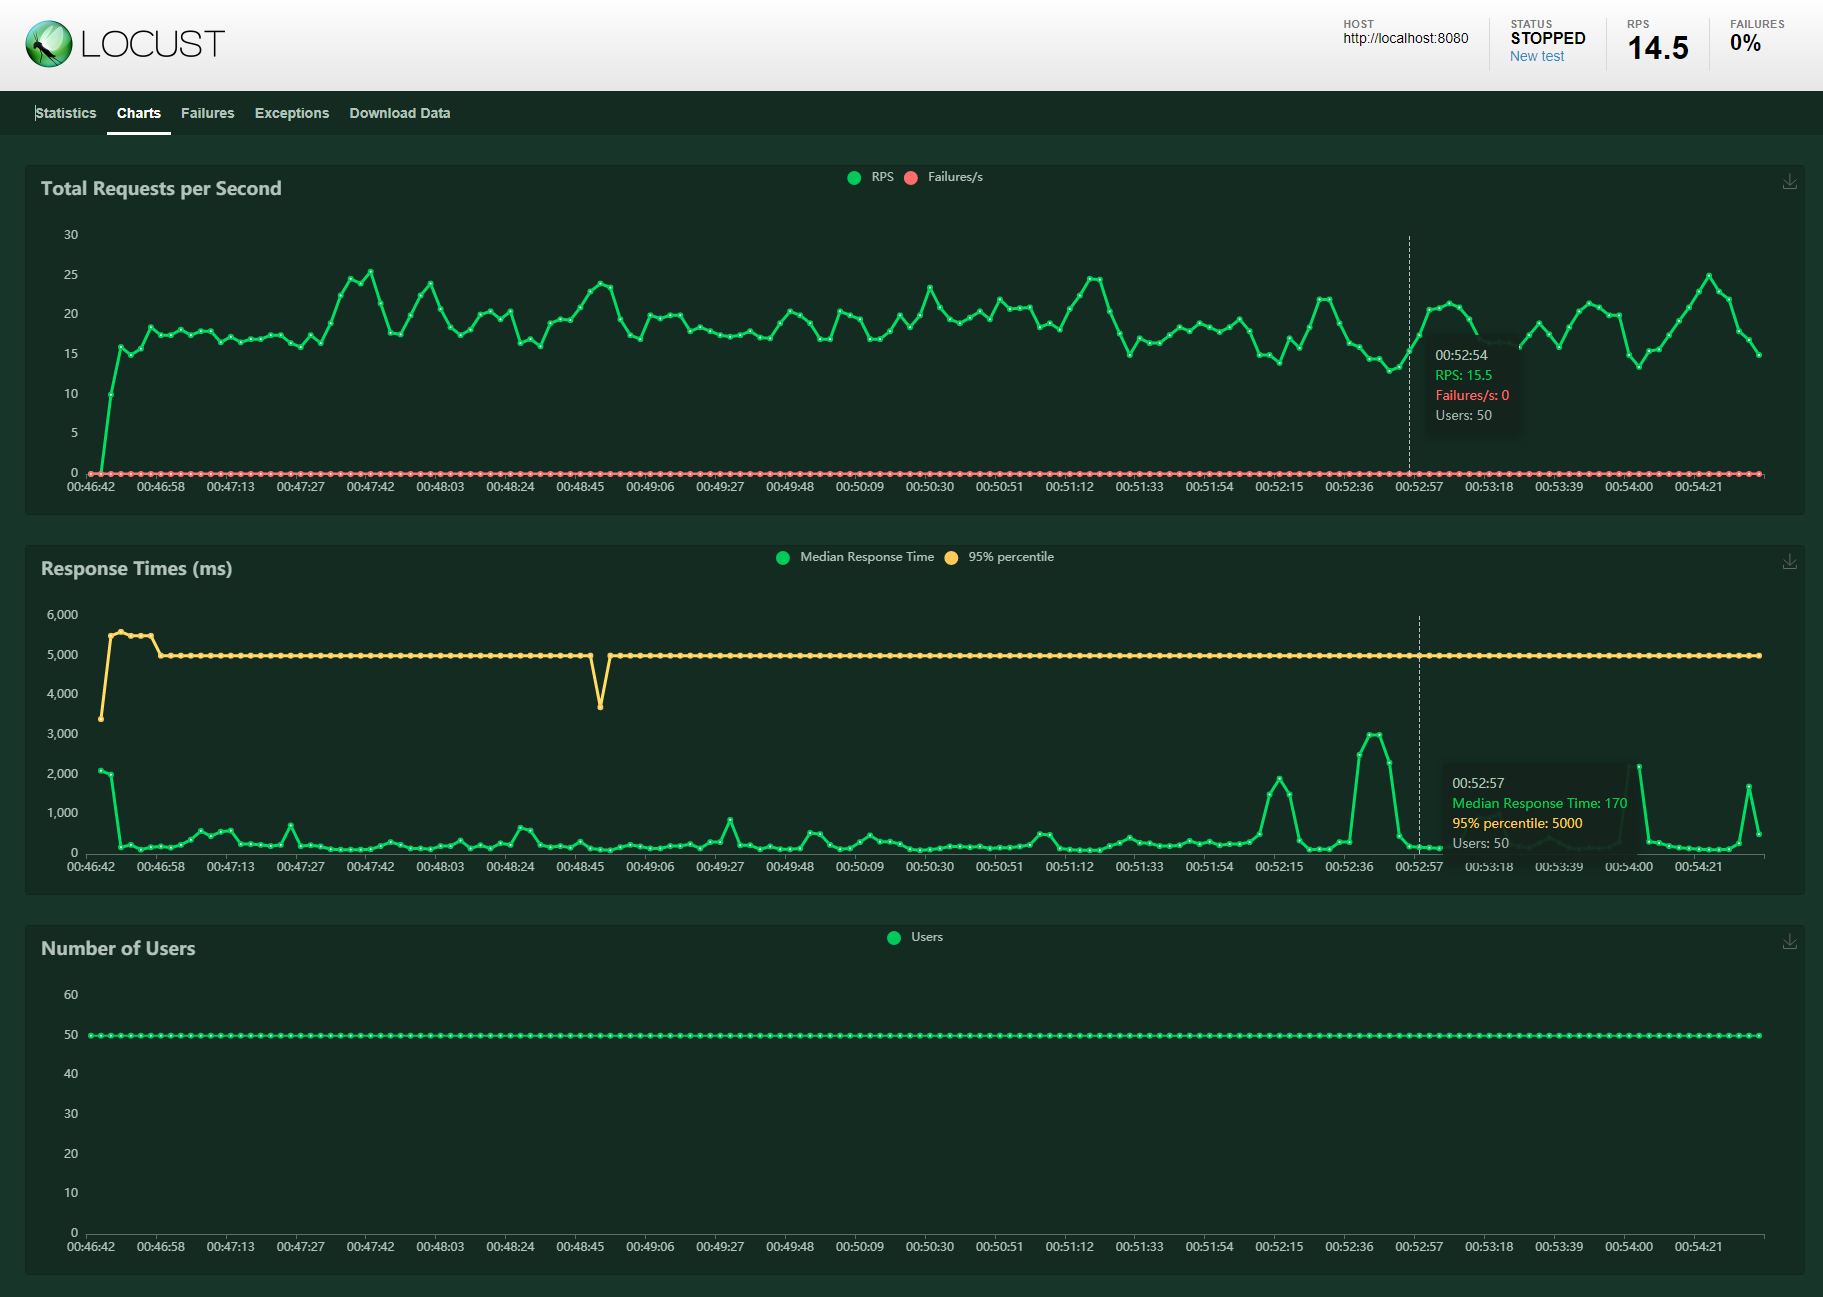 LOCUST
HOST
http://localhost:8080
STATUS
STOPPED
New test
RPS
14.5
FAILURES
0%
Statistics Charts Failures Exceptions Download Data
Total Requests per Second
RPS Failures/s
30
25
20
15
10
5
0
00:52:54
RPS: 15.5
Failures/s: 0
Users: 50
00:46:42 00:46:58 00:47:13 00:47:27 00:47:42 00:48:03 00:48:24 00:48:45 00:49:06 00:49:27 00:49:48 00:50:09 00:50:30 00:50:51 00:51:12 00:51:33 00:51:54 00:52:15 00:52:36 00:52:57 00:53:18 00:53:39 00:54:00 00:54:21
Response Times (ms)
Median Response Time 95% percentile
6,000
5,000
4,000
3,000
2,000
1,000
0
00:52:57
Median Response Time: 170
95% percentile: 5000
Users: 50
00:46:42 00:46:58 00:47:13 00:47:27 00:47:42 00:48:03 00:48:24 00:48:45 00:49:06 00:49:27 00:49:48 00:50:09 00:50:30 00:50:51 00:51:12 00:51:33 00:51:54 00:52:15 00:52:36 00:52:57 00:53:18 00:53:39 00:54:00 00:54:21
Number of Users
Users
60
50
40
30
20
10
0
00:46:42 00:46:58 00:47:13 00:47:27 00:47:42 00:48:03 00:48:24 00:48:45 00:49:06 00:49:27 00:49:48 00:50:09 00:50:30 00:50:51 00:51:12 00:51:33 00:51:54 00:52:15 00:52:36 00:52:57 00:53:18 00:53:39 00:54:00 00:54:21